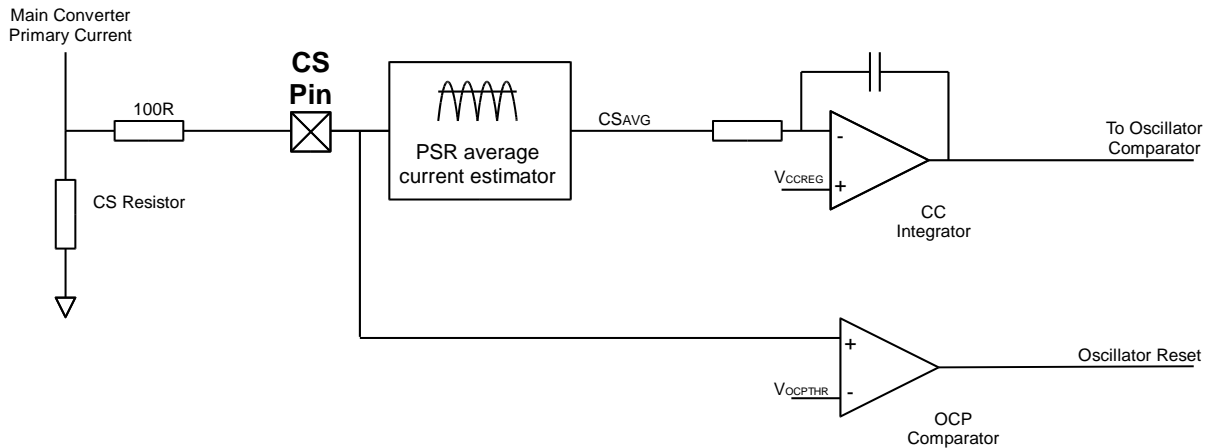 Main Converter
Primary Current
CS
Pin
100R
CS Resistor
PSR average
current estimator
CSAVG
-
VCCREG
+
CC
Integrator
To Oscillator
Comparator
+
VOCPTHR
-
OCP
Comparator
Oscillator Reset